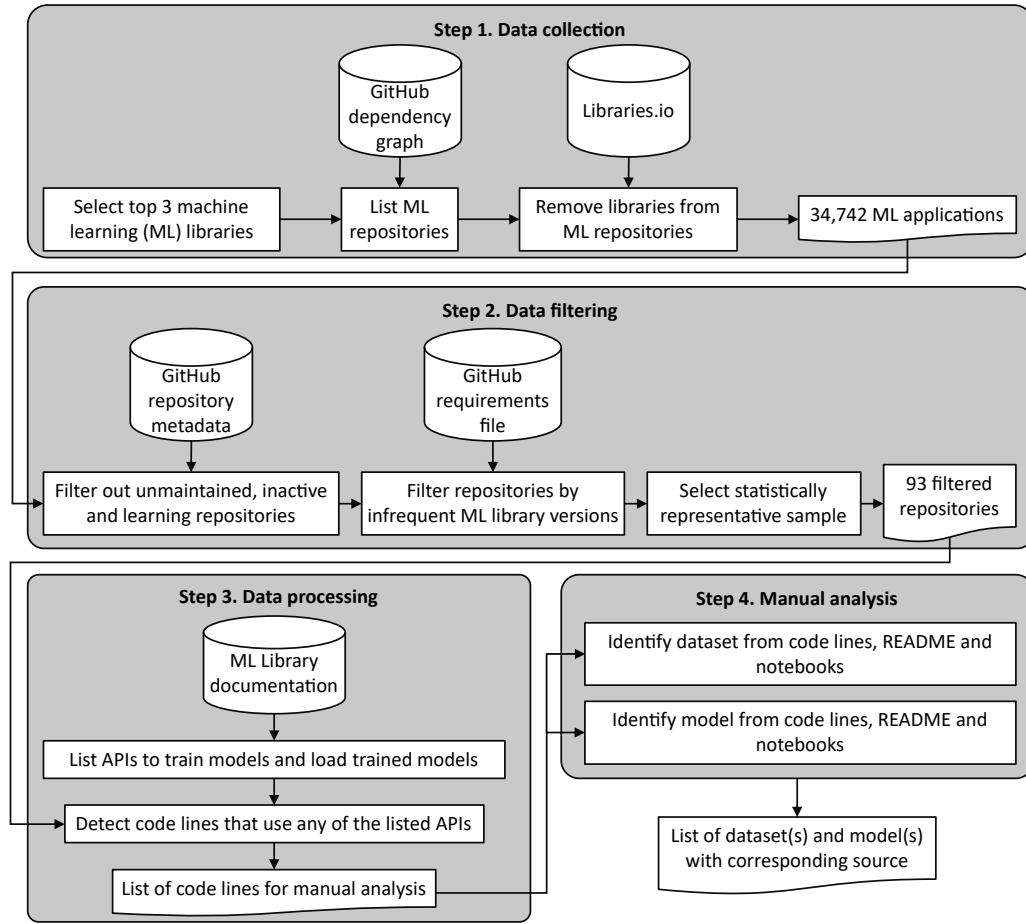 Step 1. Data collection
GitHub
dependency
graph
Libraries.io
Select top 3 machine
learning (ML) libraries
List ML
repositories
Remove libraries from
ML repositories
34,742 ML applications
Step 2. Data filtering
GitHub
repository
metadata
GitHub
requirements
file
Filter out unmaintained, inactive
and learning repositories
Filter repositories by
infrequent ML library versions
Select statistically
representative sample
93 filtered
repositories
Step 3. Data processing
ML Library
documentation
List APIs to train models and load trained models
Detect code lines that use any of the listed APIs
List of code lines for manual analysis
Step 4. Manual analysis
Identify dataset from code lines, README and
notebooks
Identify model from code lines, README and
notebooks
List of dataset(s) and model(s)
with corresponding source